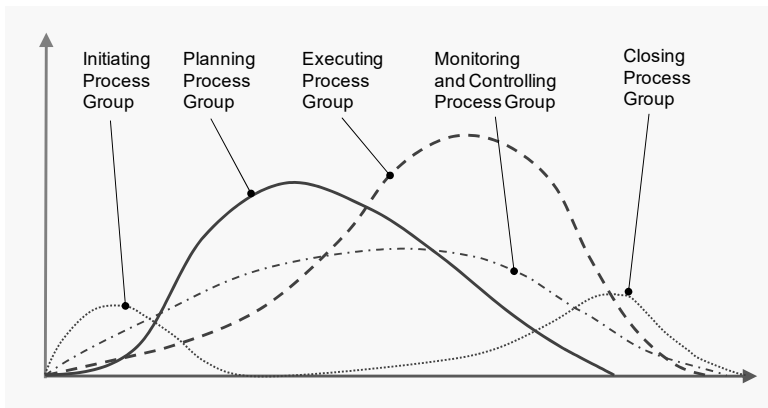 Initiating
Process
Group
Planning
Process
Group
Executing
Process
Group
Monitoring
and Controlling
Process Group
Closing
Process
Group